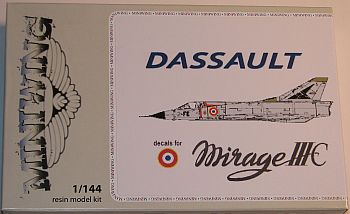 MINIWING
1/144
resin model kit
DASSAULT
decals for
Mirage IIIC